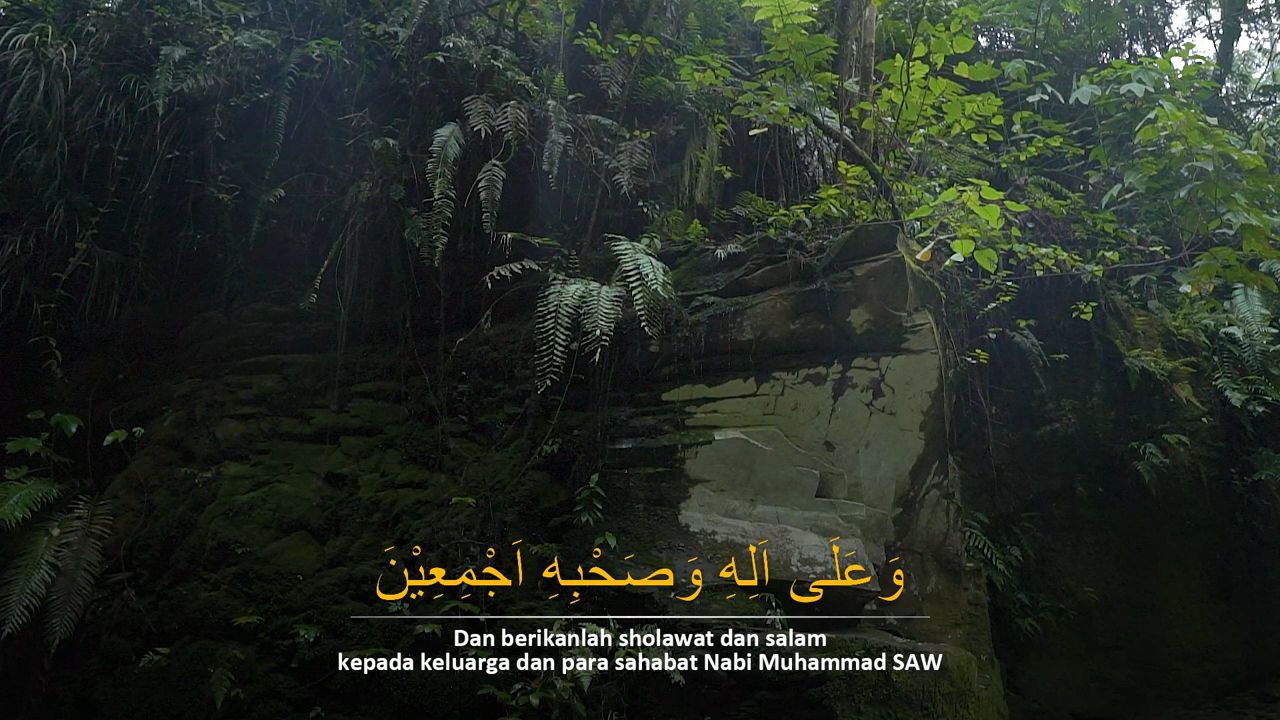 وَ عَلَى اَلِهِ وَ صَحْبِهِ اَجْمِعِيْنَ
Dan berikanlah sholawat dan salam
kepada keluarga dan para sahabat Nabi Muhammad SAW